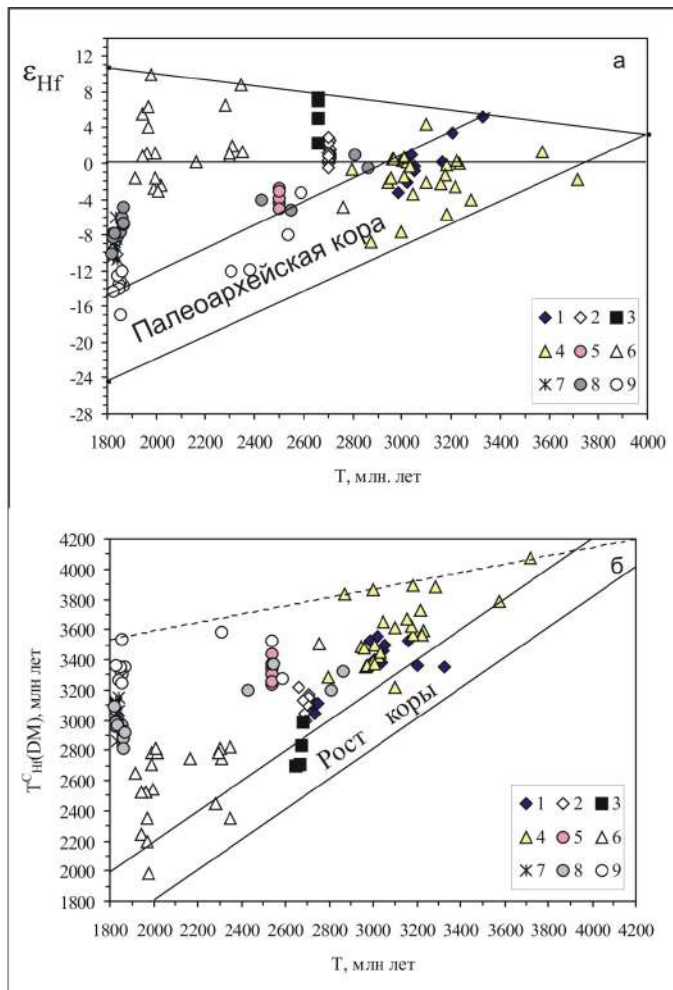 а
εHf
12
8
4
0
-4
-8
-12
-16
-20
-24
-28
Палеоархейская кора
1 2 3
4 5 6
7 8 9
1800 2000 2200 2400 2600 2800 3000 3200 3400 3600 3800 4000
T, млн. лет
б
TCHf(DM), млн лет
4200
4000
3800
3600
3400
3200
3000
2800
2600
2400
2200
2000
1800
Рост коры
1 2 3
4 5 6
7 8 9
1800 2000 2200 2400 2600 2800 3000 3200 3400 3600 3800 4000 4200
T, млн лет